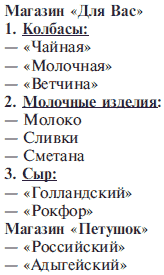 Магазин «Для Вас»
1. Колбасы:
— «Чайная»
— «Молочная»
— «Ветчина»
2. Молочные изделия:
— Молоко
— Сливки
— Сметана
3. Сыр:
— «Голландский»
— «Рокфор»
Магазин «Петушок»
— «Российский»
— «Адыгейский»